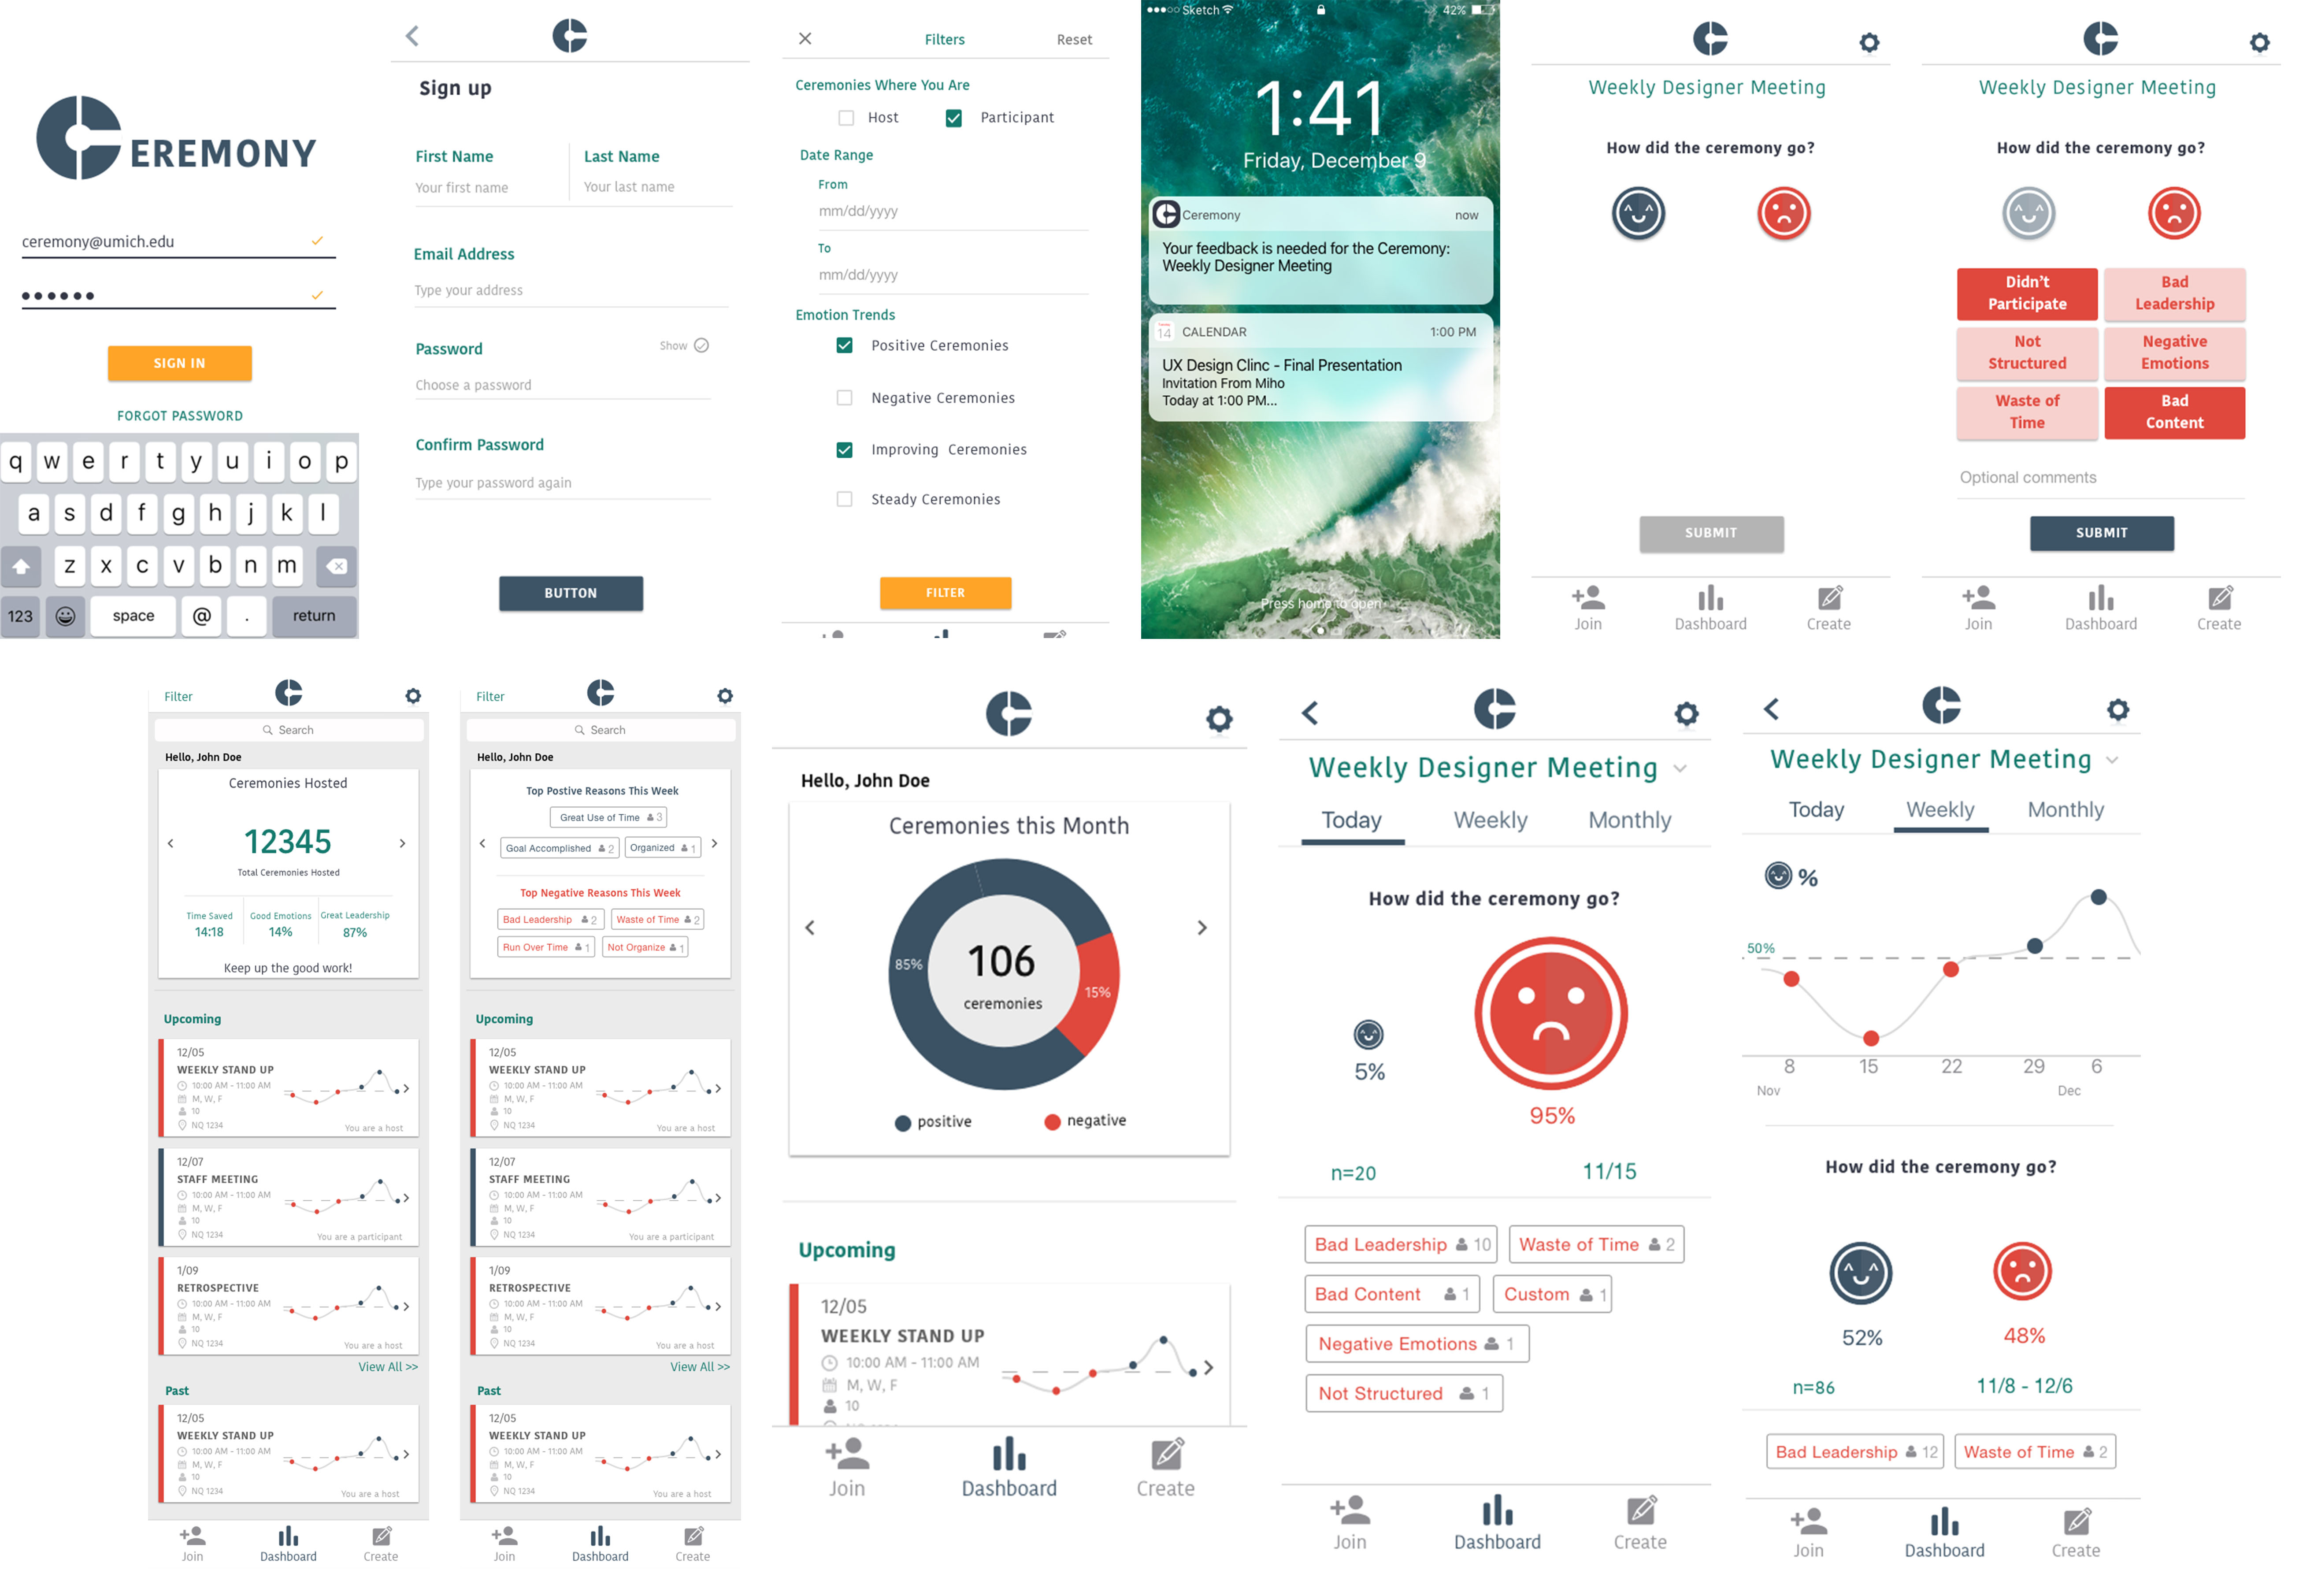 EREMONY
ceremony@umich.edu
SIGN IN
FORGOT PASSWORD
q w e r t y u i o p
a s d f g h j k l
z x c v b n m
123 space @ . return
Sign up
First Name Last Name
Your first name Your last name
Email Address
Type your address
Password Show
Choose a password
Confirm Password
Type your password again
BUTTON
Filters Reset
Ceremonies Where You Are
Host Participant
Date Range
From
mm/dd/yyyy
To
mm/dd/yyyy
Emotion Trends
Positive Ceremonies
Negative Ceremonies
Improving Ceremonies
Steady Ceremonies
FILTER
Sketch 42%
1:41
Friday, December 9
Ceremony now
Your feedback is needed for the Ceremony:
Weekly Designer Meeting
14 CALENDAR 1:00 PM
UX Design Clinc - Final Presentation
Invitation From Miho
Today at 1:00 PM...
Press home to open
Weekly Designer Meeting
How did the ceremony go?
SUBMIT
Join Dashboard Create
Weekly Designer Meeting
How did the ceremony go?
Didn't
Participate
Bad
Leadership
Not
Structured
Negative
Emotions
Waste of
Time
Bad
Content
Optional comments
SUBMIT
Join Dashboard Create
Filter
Search
Hello, John Doe
Ceremonies Hosted
12345
Total Ceremonies Hosted
Time Saved Good Emotions Great Leadership
14:18 14% 87%
Keep up the good work!
Upcoming
12/05
WEEKLY STAND UP
10:00 AM - 11:00 AM
M, W, F
10
NQ 1234
You are a host
12/07
STAFF MEETING
10:00 AM - 11:00 AM
M, W, F
10
NQ 1234
You are a participant
1/09
RETROSPECTIVE
10:00 AM - 11:00 AM
M, W, F
10
NQ 1234
You are a host
View All >>
Past
12/05
WEEKLY STAND UP
10:00 AM - 11:00 AM
M, W, F
10
NQ 1234
You are a host
Join Dashboard Create
Filter
Search
Hello, John Doe
Top Postive Reasons This Week
Great Use of Time 3
Goal Accomplished 2 Organized 1
Top Negative Reasons This Week
Bad Leadership 2 Waste of Time 2
Run Over Time 1 Not Organize 1
Upcoming
12/05
WEEKLY STAND UP
10:00 AM - 11:00 AM
M, W, F
10
NQ 1234
You are a host
12/07
STAFF MEETING
10:00 AM - 11:00 AM
M, W, F
10
NQ 1234
You are a participant
1/09
RETROSPECTIVE
10:00 AM - 11:00 AM
M, W, F
10
NQ 1234
You are a host
View All >>
Past
12/05
WEEKLY STAND UP
10:00 AM - 11:00 AM
M, W, F
10
NQ 1234
You are a host
Join Dashboard Create
Hello, John Doe
Ceremonies this Month
85%
106
ceremonies
15%
positive negative
Upcoming
12/05
WEEKLY STAND UP
10:00 AM - 11:00 AM
M, W, F
10
Join Dashboard Create
Weekly Designer Meeting
Today Weekly Monthly
How did the ceremony go?
5%
95%
n=20 11/15
Bad Leadership 10 Waste of Time 2
Bad Content 1 Custom 1
Negative Emotions 1
Not Structured 1
Join Dashboard Create
Weekly Designer Meeting
Today Weekly Monthly
%
50%
8 15 22 29 6
Nov Dec
How did the ceremony go?
52% 48%
n=86 11/8 - 12/6
Bad Leadership 12 Waste of Time 2
Join Dashboard Create